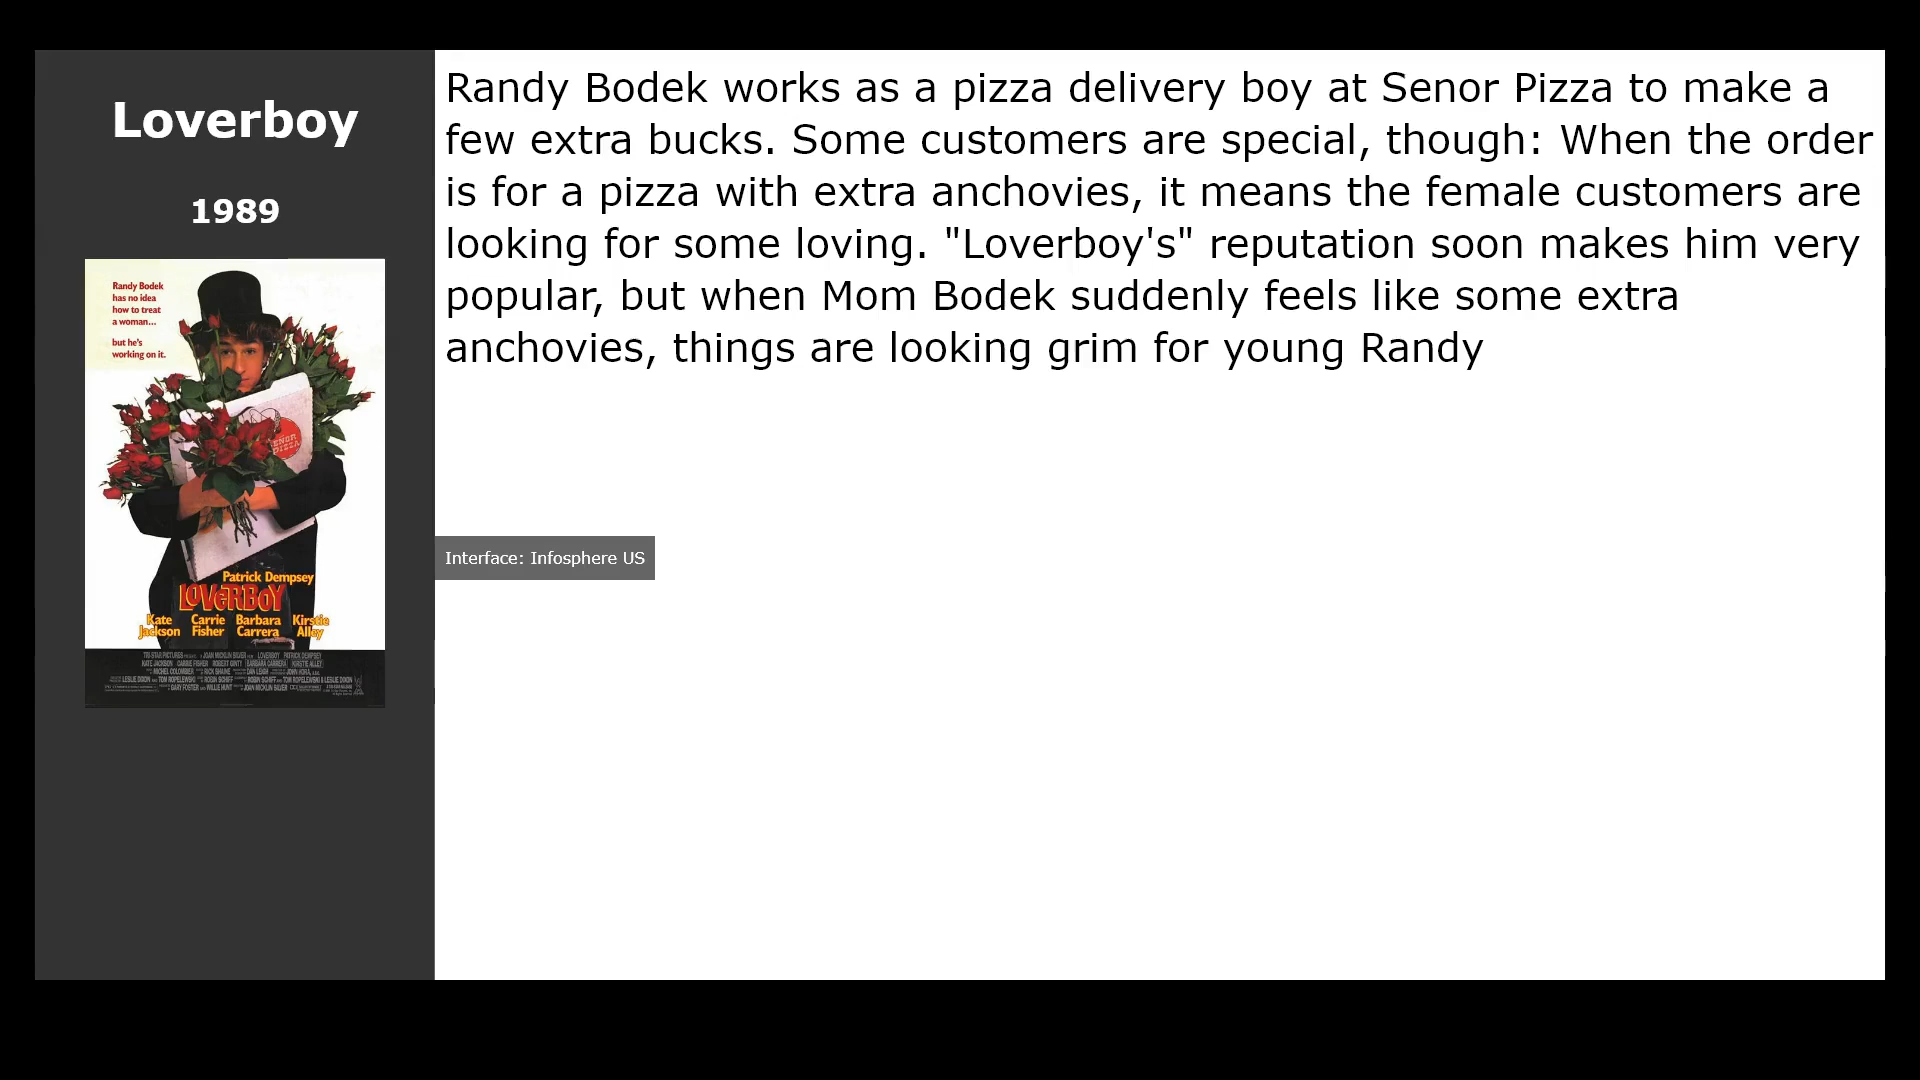 Loverboy
1989
Randy Bodek
has no idea
how to treat
a woman...
but he's
working on it.
SENOR
PIZZA
Patrick Dempsey
LOVERBOY
Kate Carrie Barbara Kirstie
Jackson Fisher Carrera Alley
Randy Bodek works as a pizza delivery boy at Senor Pizza to make a
few extra bucks. Some customers are special, though: When the order
is for a pizza with extra anchovies, it means the female customers are
looking for some loving. "Loverboy's" reputation soon makes him very
popular, but when Mom Bodek suddenly feels like some extra
anchovies, things are looking grim for young Randy
Interface: Infosphere US